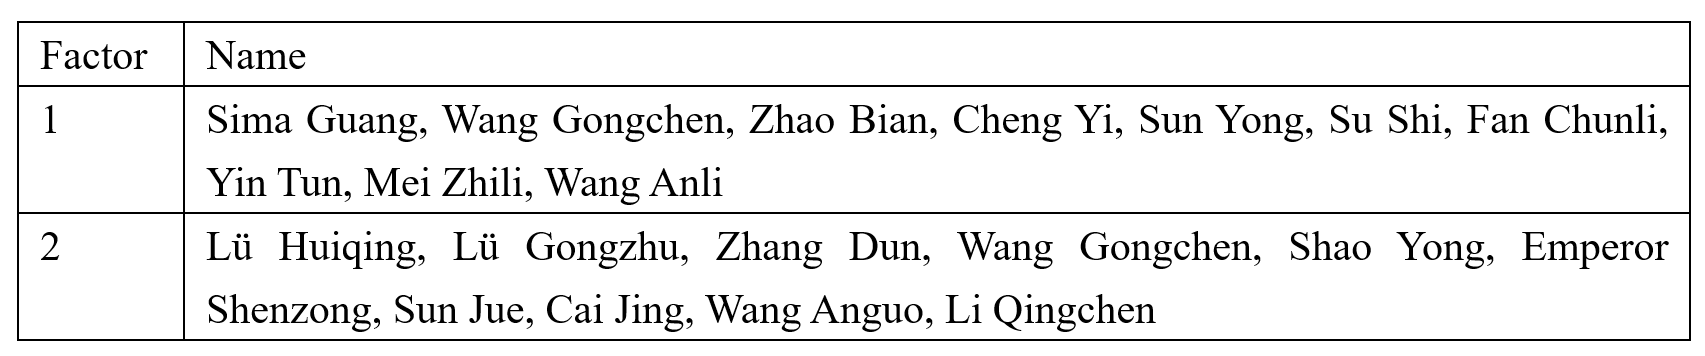 Factor Name
1 Sima Guang, Wang Gongchen, Zhao Bian, Cheng Yi, Sun Yong, Su Shi, Fan Chunli,
Yin Tun, Mei Zhili, Wang Anli
2 Lü Huiqing, Lü Gongzhu, Zhang Dun, Wang Gongchen, Shao Yong, Emperor
Shenzong, Sun Jue, Cai Jing, Wang Anguo, Li Qingchen